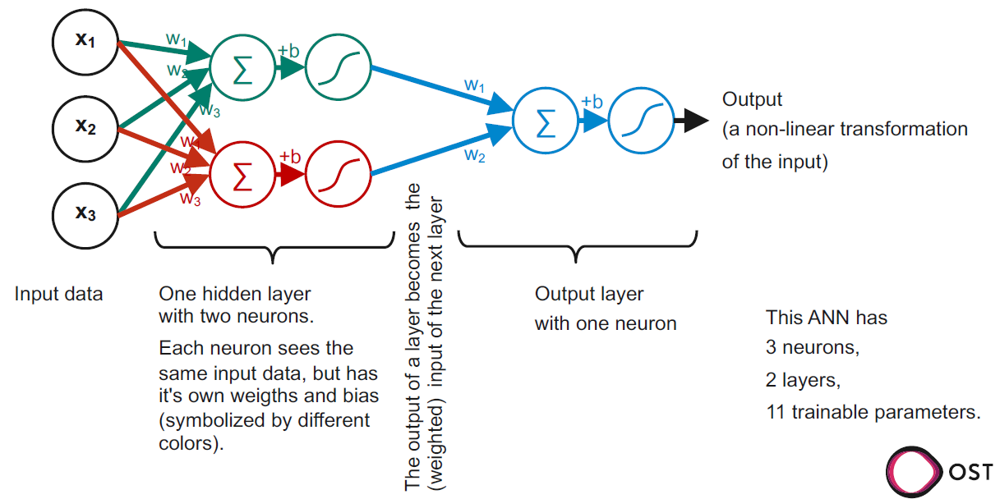 x1
w1
Σ
+b
w2
w3
x2
w1
w2
w3
Σ
+b
x3
w1
w2
Σ
+b
Output
(a non-linear transformation
of the input)
Input data
One hidden layer
with two neurons.
Each neuron sees the
same input data, but has
it's own weigths and bias
(symbolized by different
colors).
The output of a layer becomes the
(weighted) input of the next layer
Output layer
with one neuron
This ANN has
3 neurons,
2 layers,
11 trainable parameters.
OST